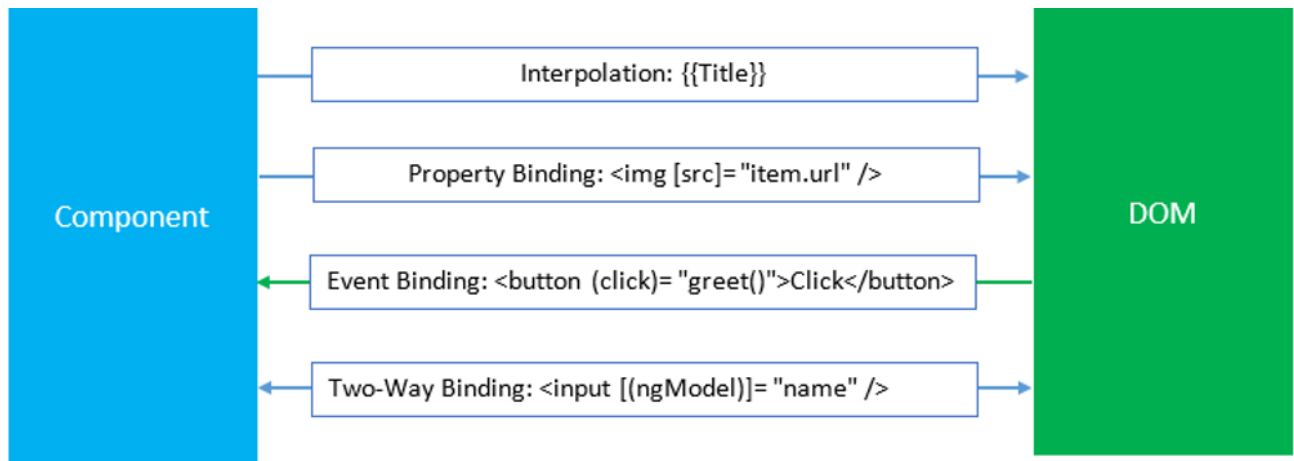 Interpolation: {{Title}}
Property Binding: <img [src]= "item.url" />
Component
DOM
Event Binding: <button (click)= "greet()">Click</button>
Two-Way Binding: <input [(ngModel)]= "name" />